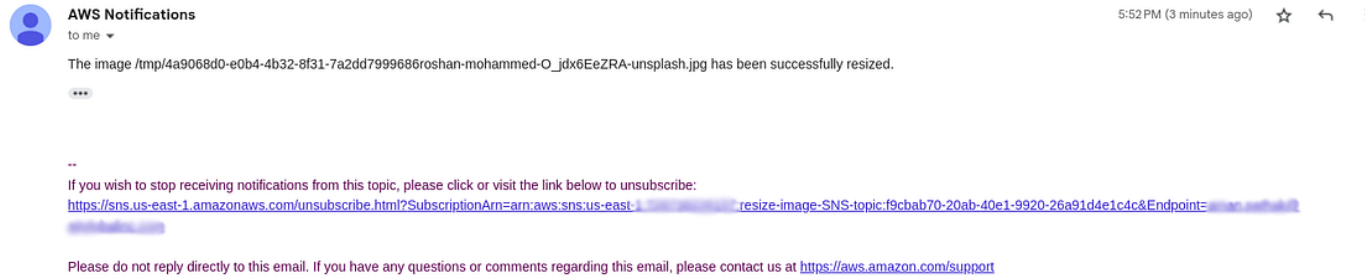 AWS Notifications
5:52 PM (3 minutes ago)
to me
The image /tmp/4a9068d0-e0b4-4b32-8f31-7a2dd7999686roshan-mohammed-O_jdx6EeZRA-unsplash.jpg has been successfully resized.
--
If you wish to stop receiving notifications from this topic, please click or visit the link below to unsubscribe:
https://sns.us-east-1.amazonaws.com/unsubscribe.html?SubscriptionArn=arn:aws:sns:us-east- :resize-image-SNS-topic:f9cbab70-20ab-40e1-9920-26a91d4e1c4c&Endpoint=
Please do not reply directly to this email. If you have any questions or comments regarding this email, please contact us at https://aws.amazon.com/support